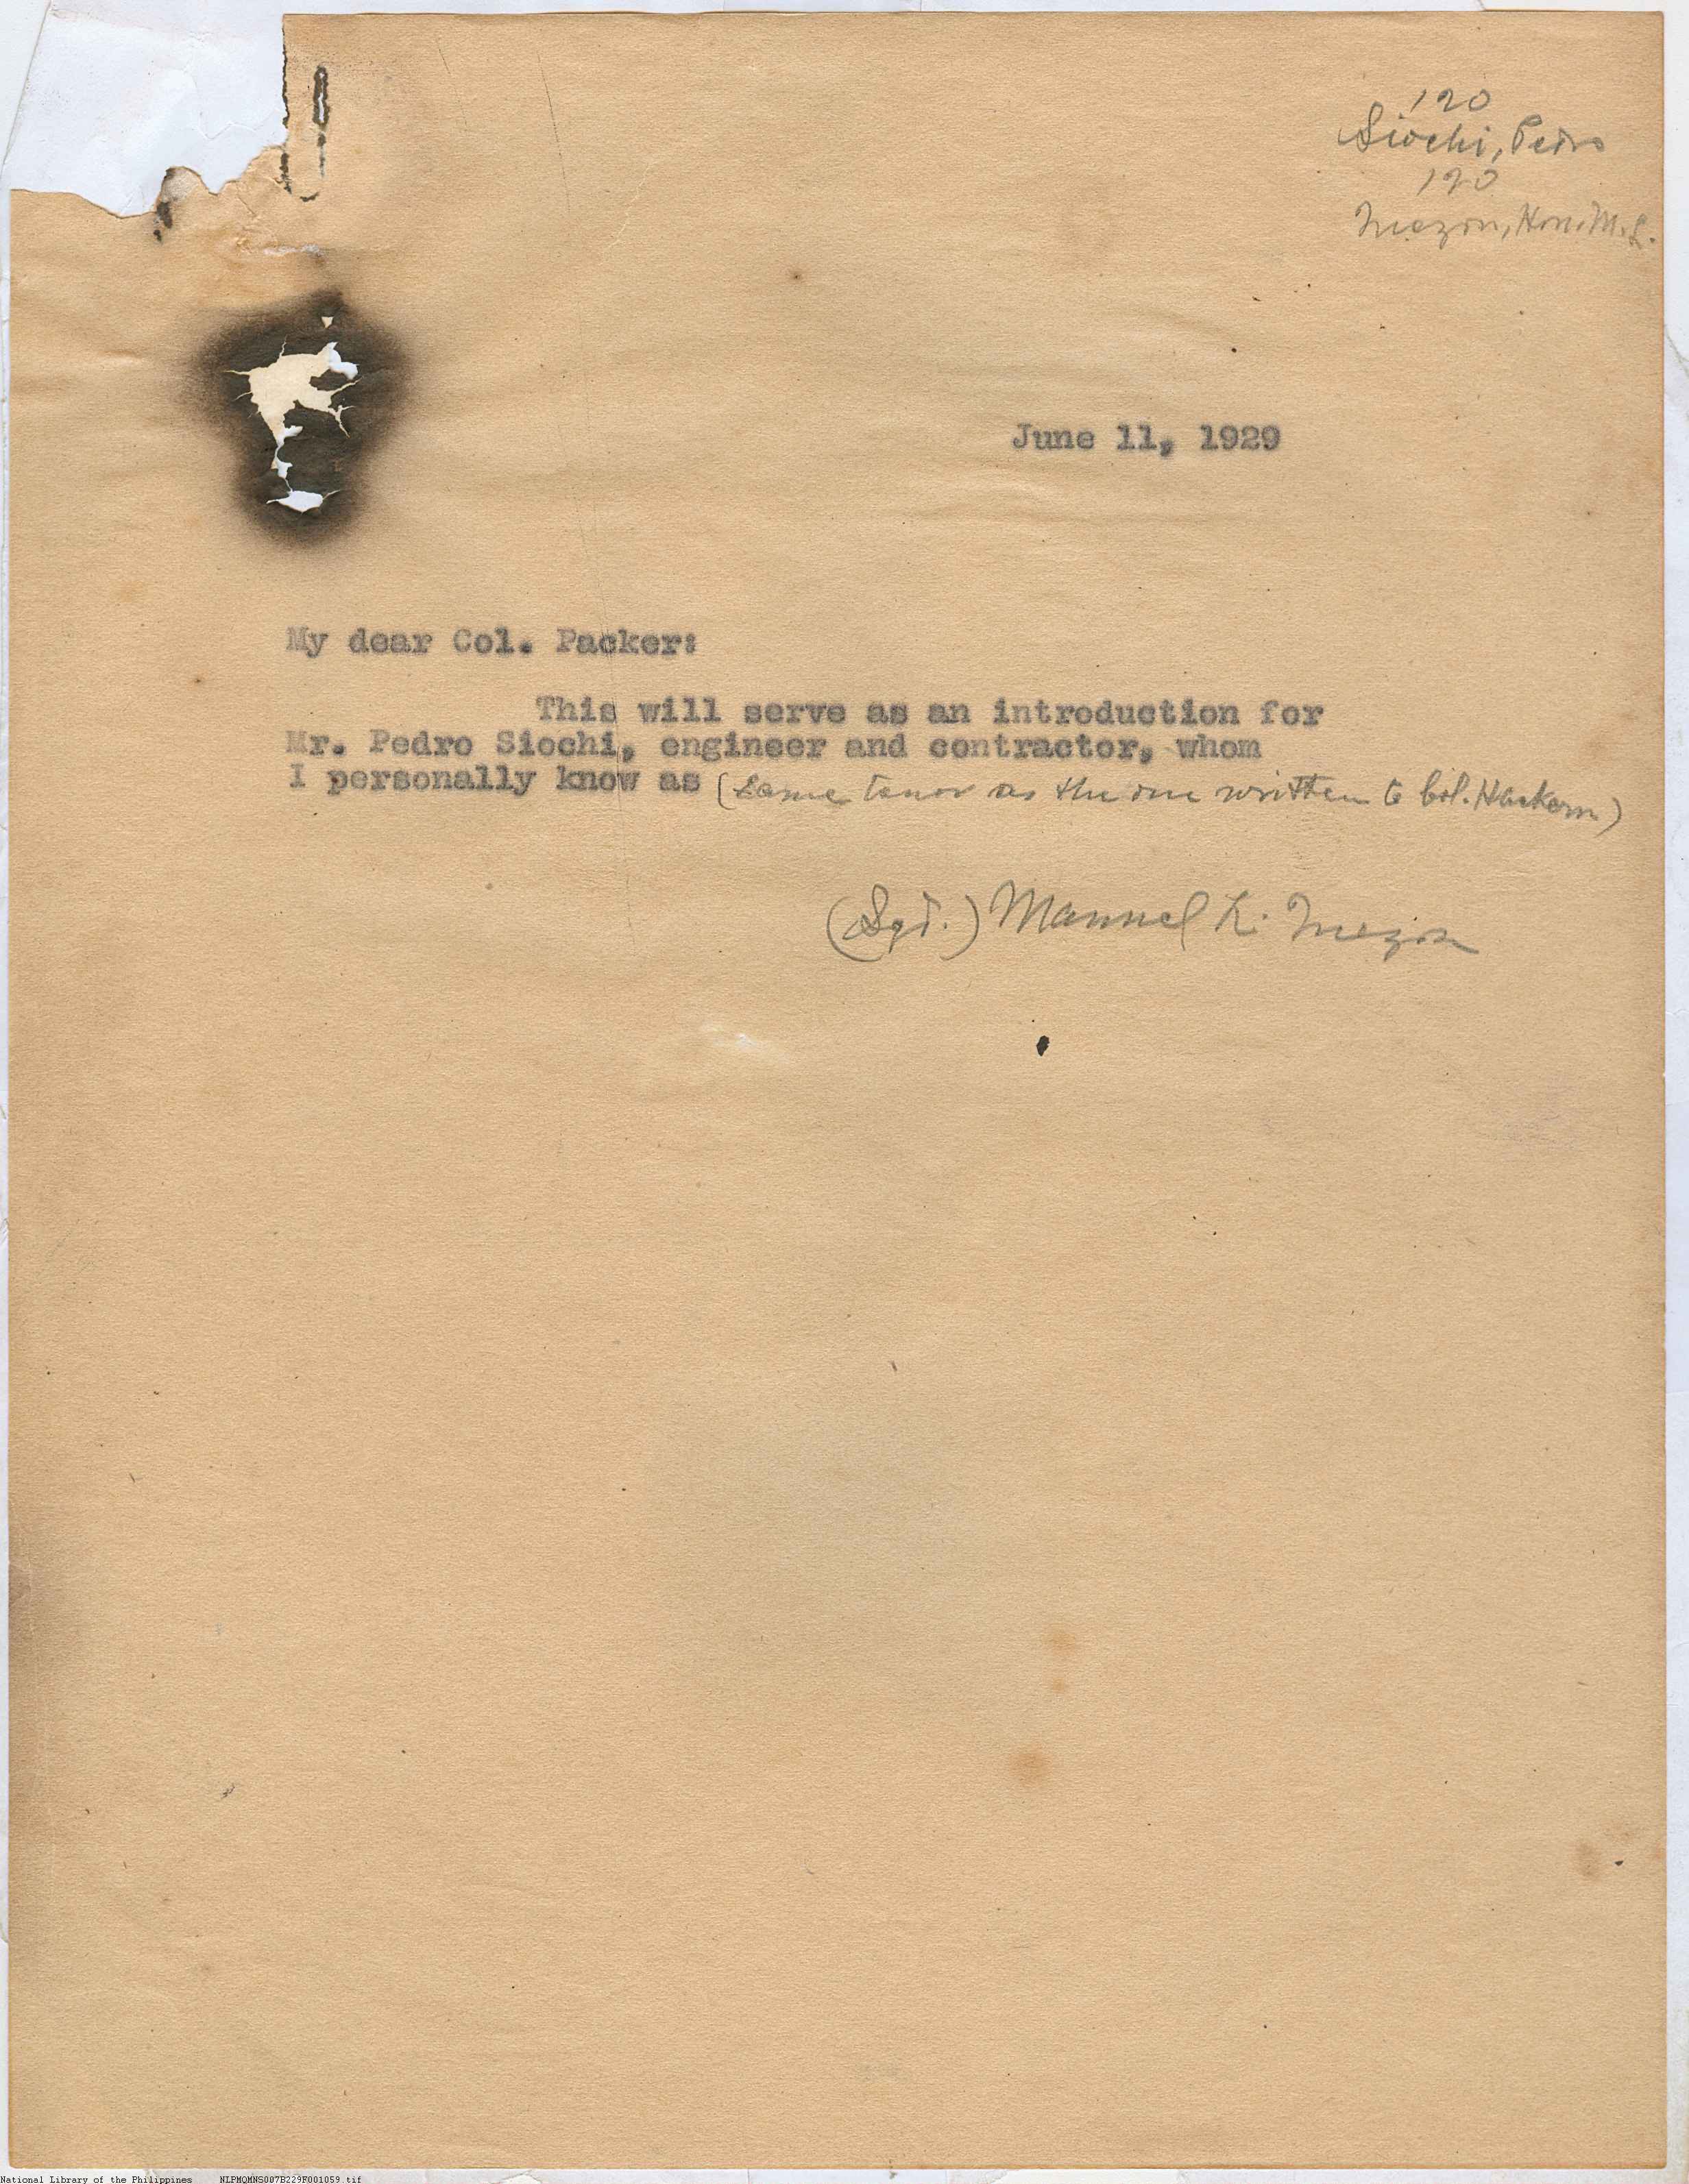 120
Siochi, Pedro
120
Quezon, Hon. M. L.
June 11, 1929
My dear Col. Packer:
This will serve as an introduction for
Mr. Pedro Siochi, engineer and contractor, whom
I personally know as (same tenor as the one written to Col.
(Sgd.) Manuel L. Quezon
National Library of the Philippines NLPMQMNS007B229F001059.tif